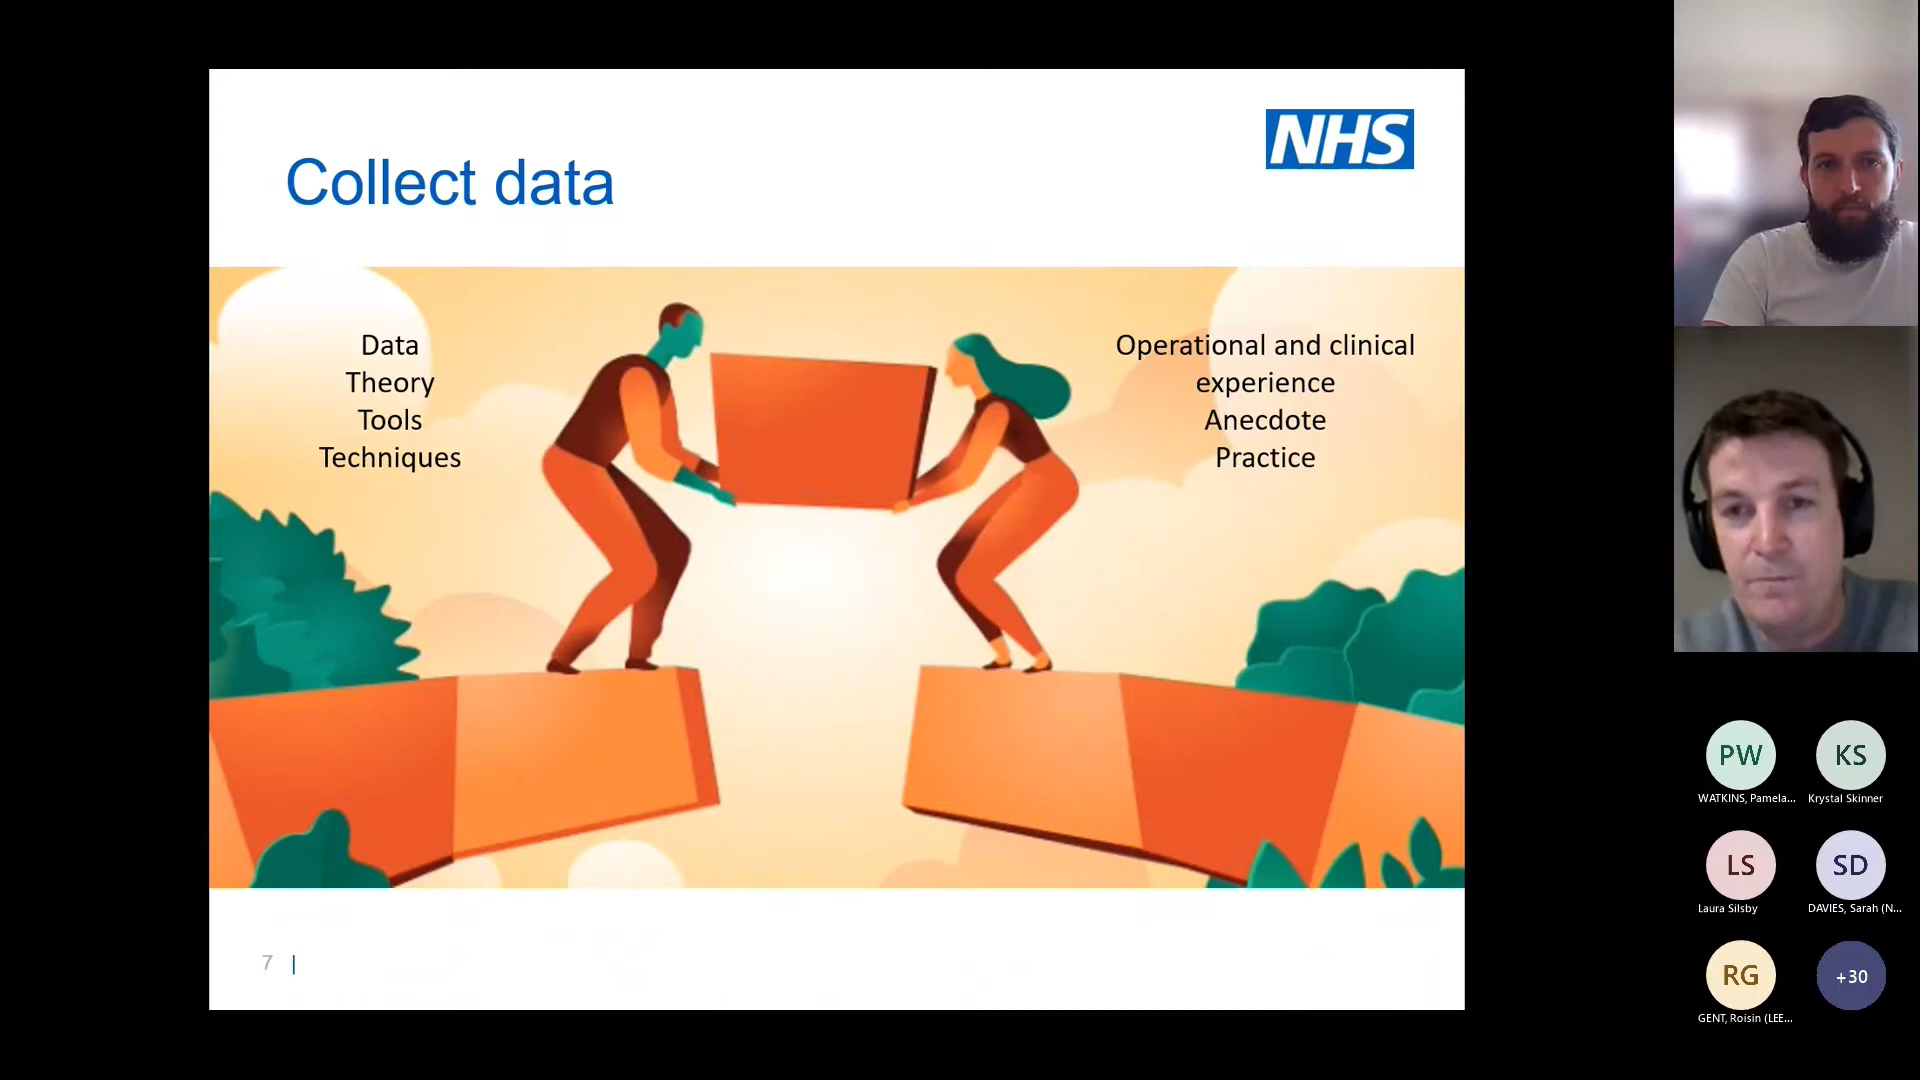 NHS
Collect data
Data
Theory
Tools
Techniques
Operational and clinical
experience
Anecdote
Practice
7 |
PW
WATKINS, Pamela...
KS
Krystal Skinner
LS
Laura Silsby
SD
DAVIES, Sarah (N...
RG
GENT, Roisin (LEE...
+30